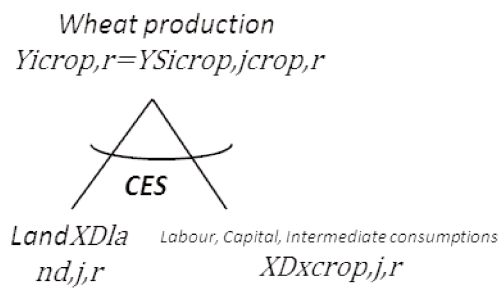 Wheat production
Yicrop,r=YSicrop,jcrop,r
CES
LandXDla
nd,j,r
Labour, Capital, Intermediate consumptions
XDxcrop,j,r